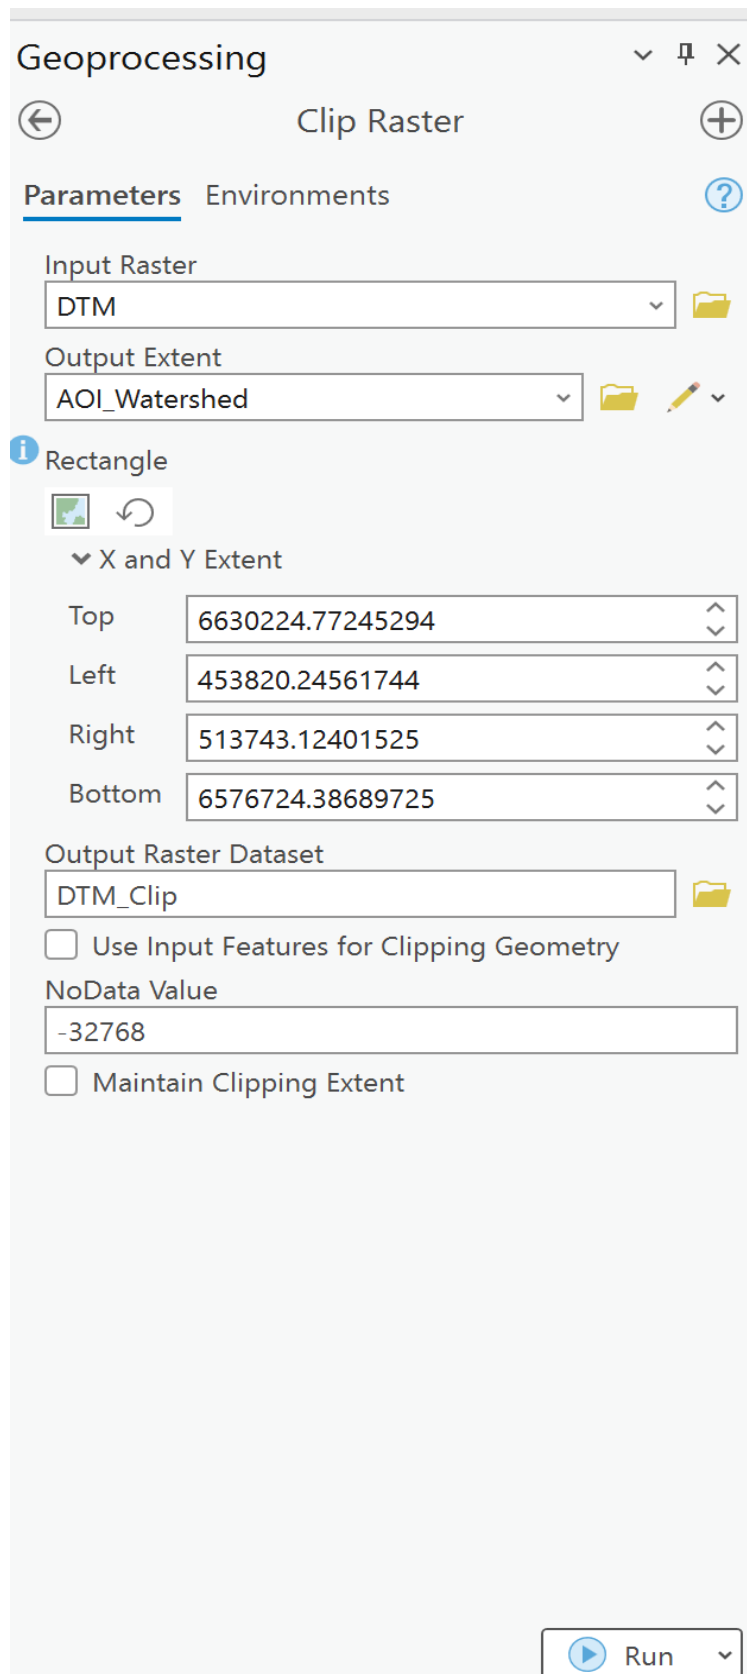 Geoprocessing
Clip Raster
Parameters Environments
Input Raster
DTM
Output Extent
AOI_Watershed
Rectangle
X and Y Extent
Top 6630224.77245294
Left 453820.24561744
Right 513743.12401525
Bottom 6576724.38689725
Output Raster Dataset
DTM_Clip
Use Input Features for Clipping Geometry
NoData Value
-32768
Maintain Clipping Extent
Run